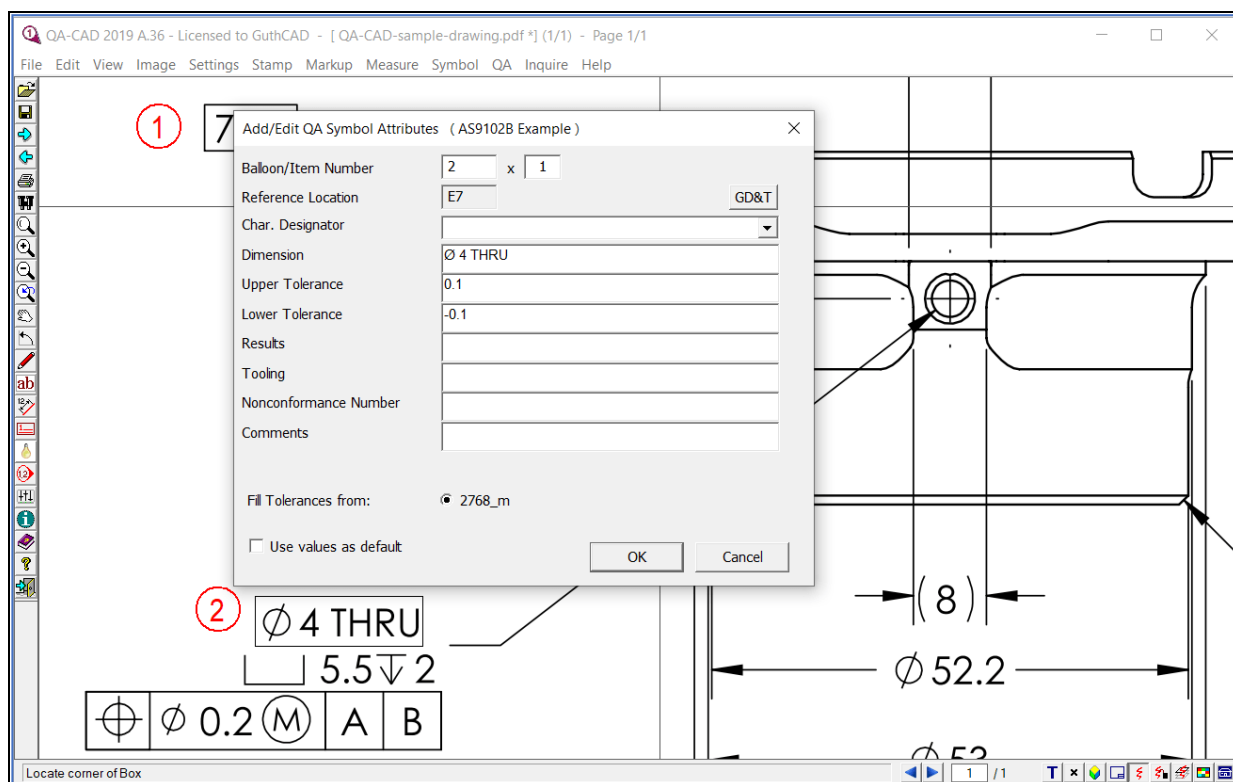 QA-CAD 2019 A.36 - Licensed to GuthCAD - [ QA-CAD-sample-drawing.pdf *] (1/1) - Page 1/1
File Edit View Image Settings Stamp Markup Measure Symbol QA Inquire Help
1 7
Add/Edit QA Symbol Attributes ( AS9102B Example )
Balloon/Item Number 2 x 1
Reference Location E7 GD&T
Char. Designator
Dimension Ø 4 THRU
Upper Tolerance 0.1
Lower Tolerance -0.1
Results
Tooling
Nonconformance Number
Comments
Fill Tolerances from: 2768_m
Use values as default
OK Cancel
2 Ø 4 THRU
⌴ 5.5 ↧ 2
⌖ Ø 0.2 Ⓜ A B
(8)
Ø 52.2
Ø 53
ab
12
Locate corner of Box
1 /1 T